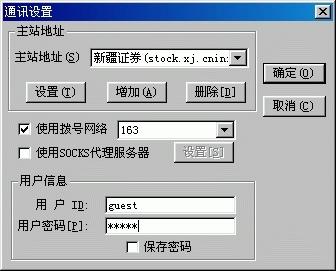 通讯设置
主站地址
主站地址(S) 新疆证券(stock.xj.cnin
确定(O)
设置(T) 增加(A) 删除[D]
取消(C)
使用拨号网络 163
使用SOCKS代理服务器 设置[S]
用户信息
用 户 ID: guest
用户密码[P]: *****
保存密码